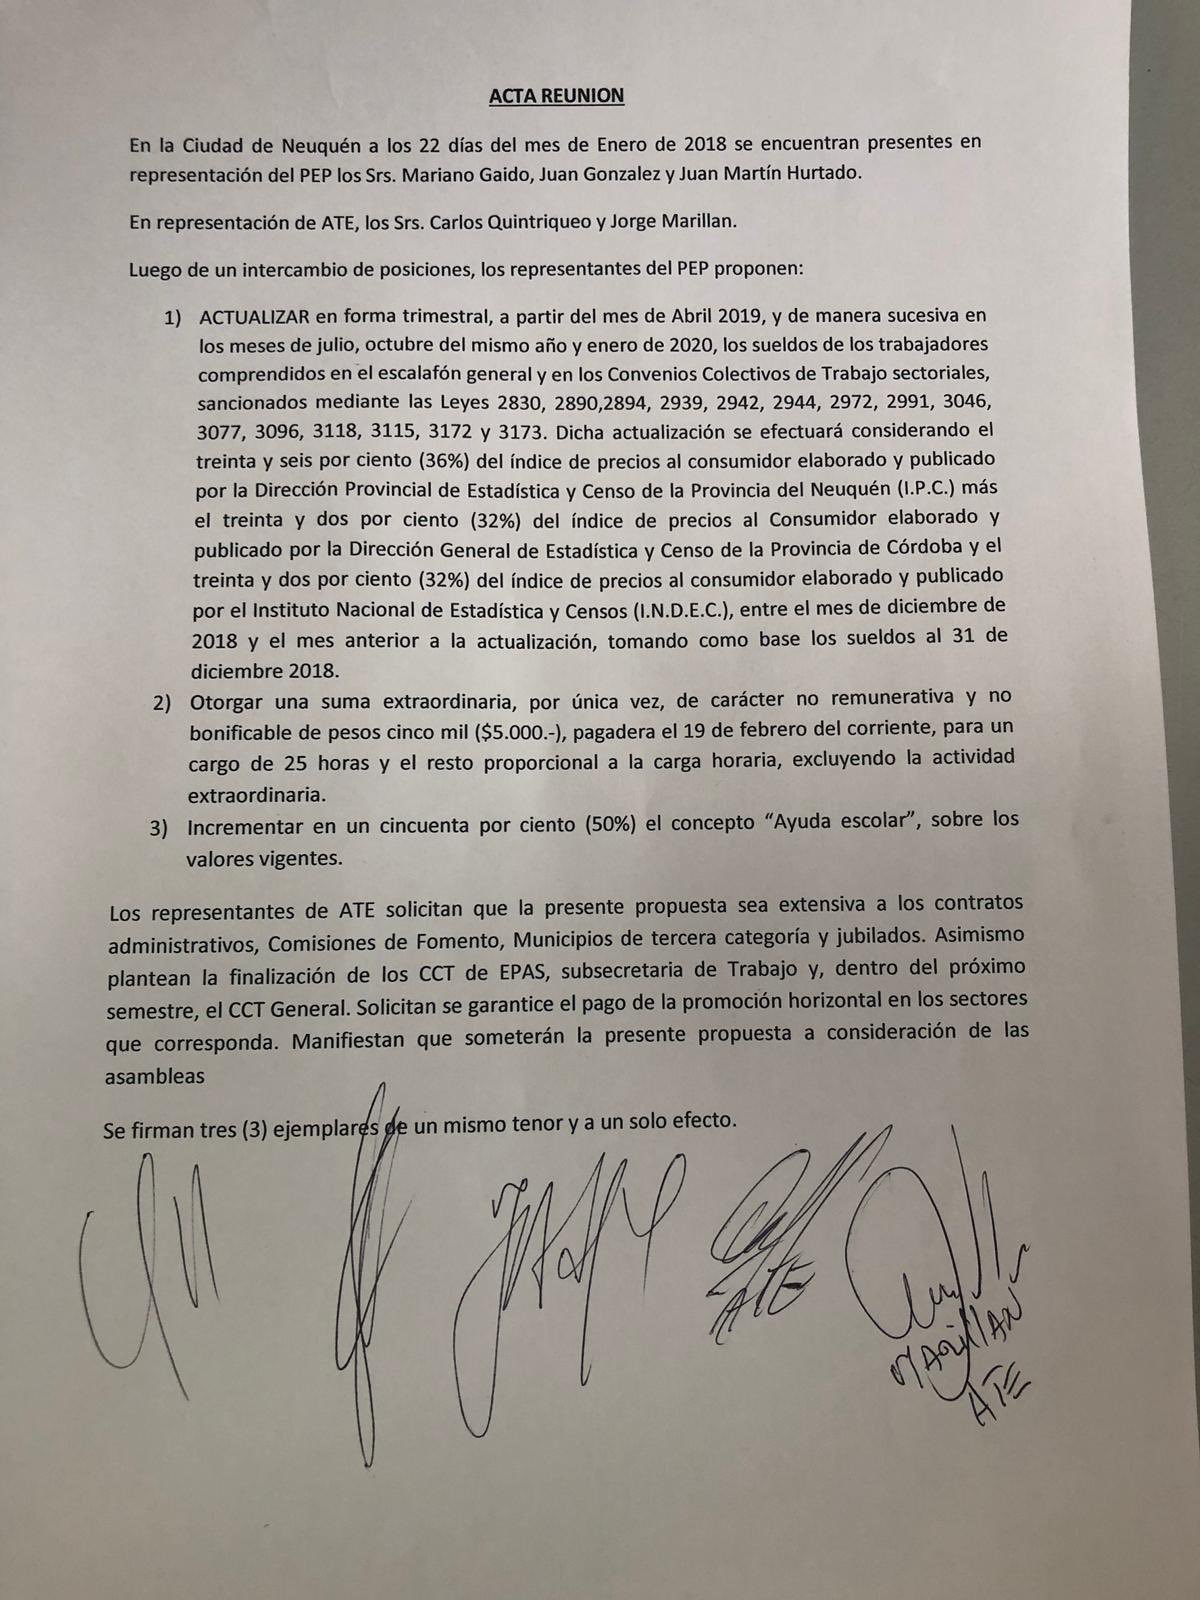 ACTA REUNION
En la Ciudad de Neuquén a los 22 días del mes de Enero de 2018 se encuentran presentes en
representación del PEP los Srs. Mariano Gaido, Juan Gonzalez y Juan Martín Hurtado.
En representación de ATE, los Srs. Carlos Quintriqueo y Jorge Marillan.
Luego de un intercambio de posiciones, los representantes del PEP proponen:
1) ACTUALIZAR en forma trimestral, a partir del mes de Abril 2019, y de manera sucesiva en
los meses de julio, octubre del mismo año y enero de 2020, los sueldos de los trabajadores
comprendidos en el escalafón general y en los Convenios Colectivos de Trabajo sectoriales,
sancionados mediante las Leyes 2830, 2890,2894, 2939, 2942, 2944, 2972, 2991, 3046,
3077, 3096, 3118, 3115, 3172 y 3173. Dicha actualización se efectuará considerando el
treinta y seis por ciento (36%) del índice de precios al consumidor elaborado y publicado
por la Dirección Provincial de Estadística y Censo de la Provincia del Neuquén (I.P.C.) más
el treinta y dos por ciento (32%) del índice de precios al Consumidor elaborado y
publicado por la Dirección General de Estadística y Censo de la Provincia de Córdoba y el
treinta y dos por ciento (32%) del índice de precios al consumidor elaborado y publicado
por el Instituto Nacional de Estadística y Censos (I.N.D.E.C.), entre el mes de diciembre de
2018 y el mes anterior a la actualización, tomando como base los sueldos al 31 de
diciembre 2018.
2) Otorgar una suma extraordinaria, por única vez, de carácter no remunerativa y no
bonificable de pesos cinco mil ($5.000.-), pagadera el 19 de febrero del corriente, para un
cargo de 25 horas y el resto proporcional a la carga horaria, excluyendo la actividad
extraordinaria.
3) Incrementar en un cincuenta por ciento (50%) el concepto “Ayuda escolar”, sobre los
valores vigentes.
Los representantes de ATE solicitan que la presente propuesta sea extensiva a los contratos
administrativos, Comisiones de Fomento, Municipios de tercera categoría y jubilados. Asimismo
plantean la finalización de los CCT de EPAS, subsecretaria de Trabajo y, dentro del próximo
semestre, el CCT General. Solicitan se garantice el pago de la promoción horizontal en los sectores
que corresponda. Manifiestan que someterán la presente propuesta a consideración de las
asambleas
Se firman tres (3) ejemplares de un mismo tenor y a un solo efecto.
ATE
MARILLAN
ATE